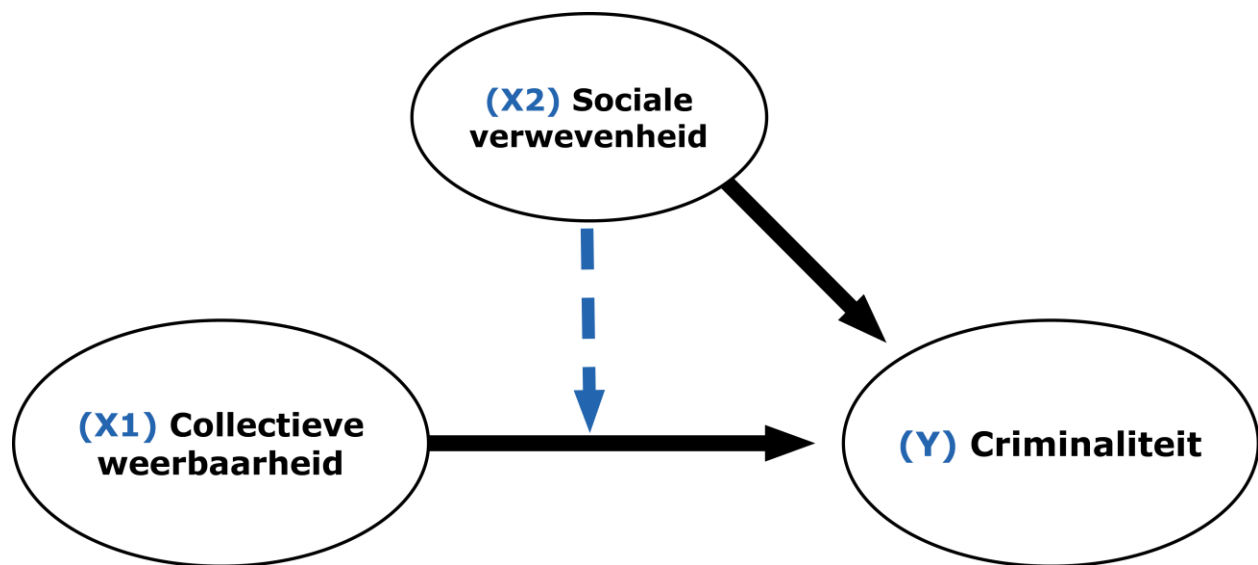 (X2) Sociale
verwevenheid
(X1) Collectieve
weerbaarheid
(Y) Criminaliteit